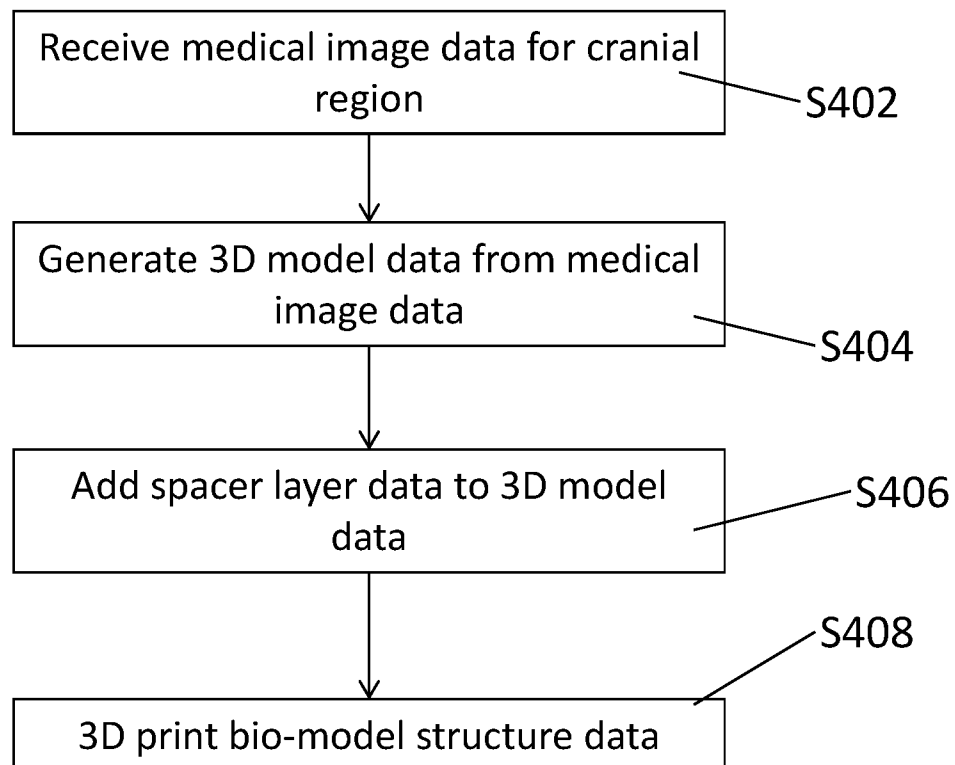 Receive medical image data for cranial
region
S402
Generate 3D model data from medical
image data
S404
Add spacer layer data to 3D model
data
S406
S408
3D print bio-model structure data